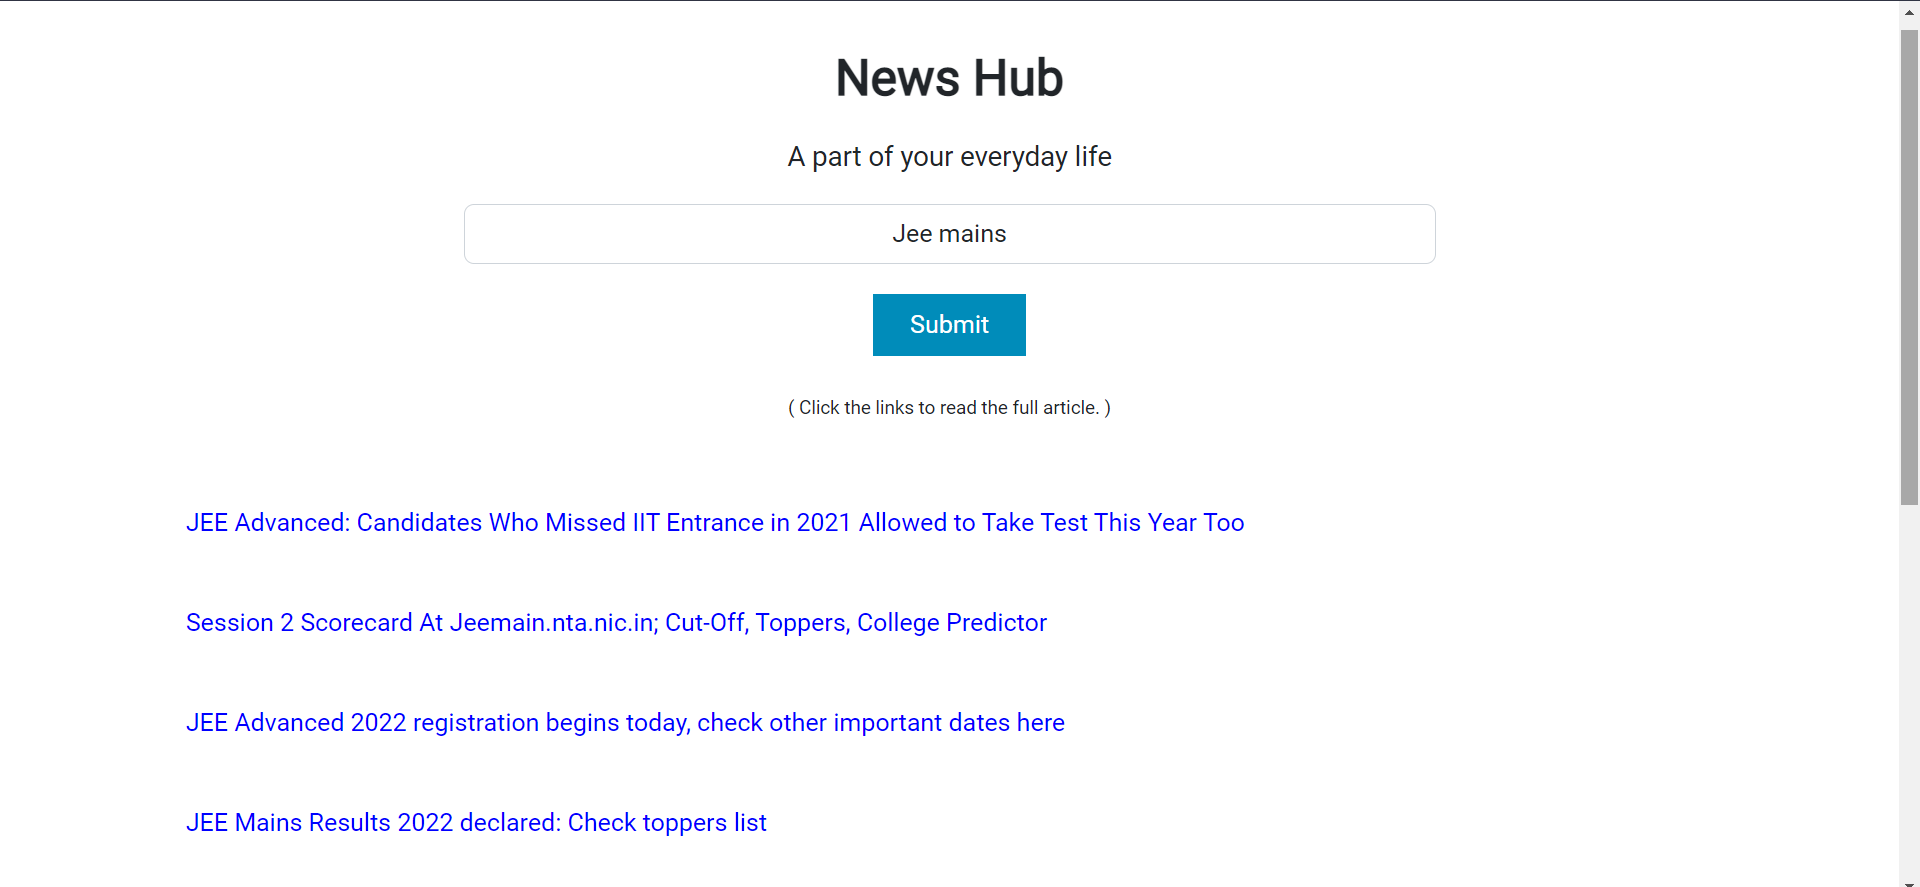 News Hub
A part of your everyday life
Jee mains
Submit
( Click the links to read the full article. )
JEE Advanced: Candidates Who Missed IIT Entrance in 2021 Allowed to Take Test This Year Too
Session 2 Scorecard At Jeemain.nta.nic.in; Cut-Off, Toppers, College Predictor
JEE Advanced 2022 registration begins today, check other important dates here
JEE Mains Results 2022 declared: Check toppers list